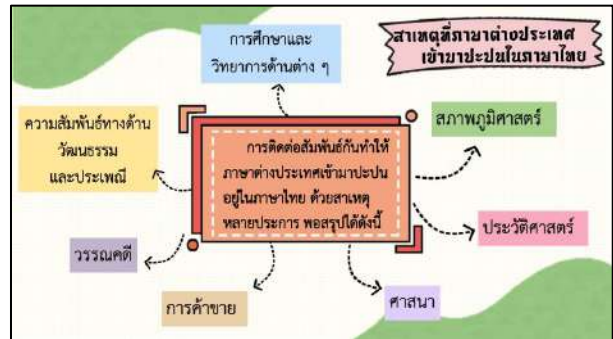 สาเหตุที่ภาษาต่างประเทศ
เข้ามาปะปนในภาษาไทย
การศึกษาและ
วิทยาการด้านต่าง ๆ
ความสัมพันธ์ทางด้าน
วัฒนธรรม
และประเพณี
สภาพภูมิศาสตร์
การติดต่อสัมพันธ์กันทำให้
ภาษาต่างประเทศเข้ามาปะปน
อยู่ในภาษาไทย ด้วยสาเหตุ
หลายประการ พอสรุปได้ดังนี้
ประวัติศาสตร์
วรรณคดี
การค้าขาย
ศาสนา